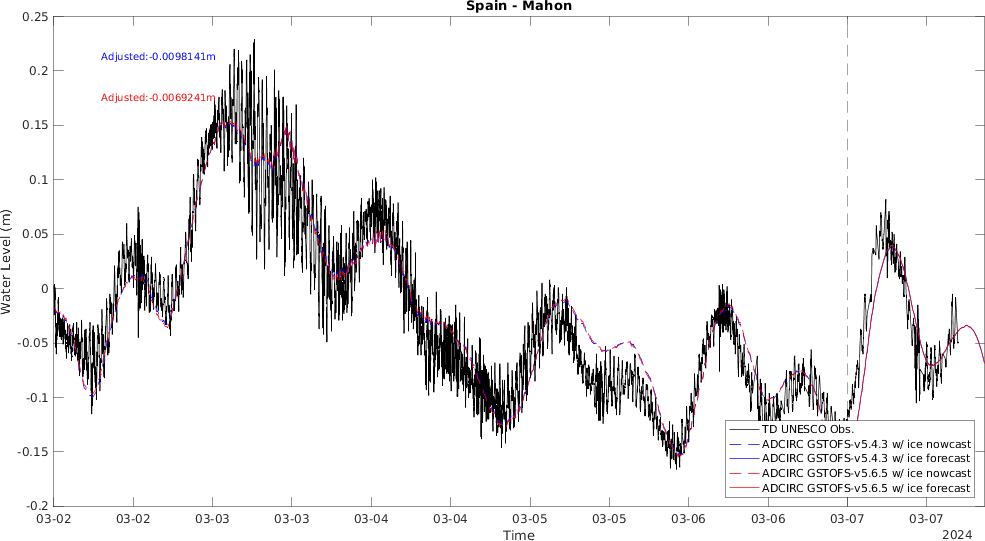 Spain - Mahon
0.25
0.2
0.15
0.1
0.05
0
-0.05
-0.1
-0.15
-0.2
Water Level (m)
Adjusted:-0.0098141m
Adjusted:-0.0069241m
TD UNESCO Obs.
ADCIRC GSTOFS-v5.4.3 w/ ice nowcast
ADCIRC GSTOFS-v5.4.3 w/ ice forecast
ADCIRC GSTOFS-v5.6.5 w/ ice nowcast
ADCIRC GSTOFS-v5.6.5 w/ ice forecast
03-02 03-02 03-03 03-03 03-04 03-04 03-05 03-05 03-06 03-06 03-07 03-07
Time
2024